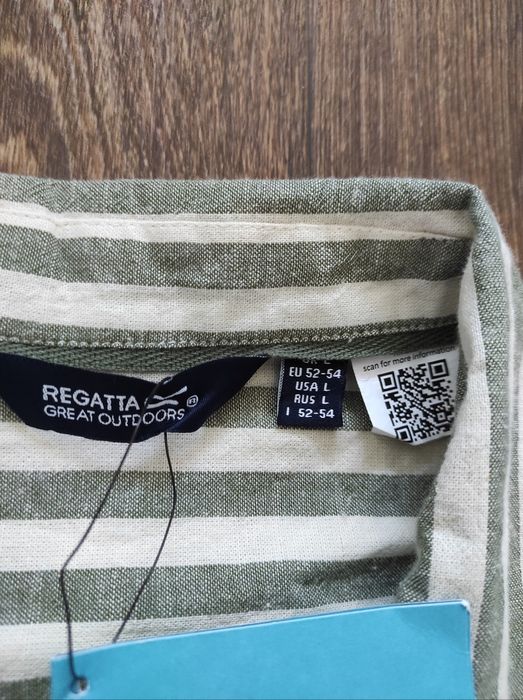 REGATTA
GREAT OUTDOORS®
EU 52-54
USA L
RUS L
I 52-54
scan for more information